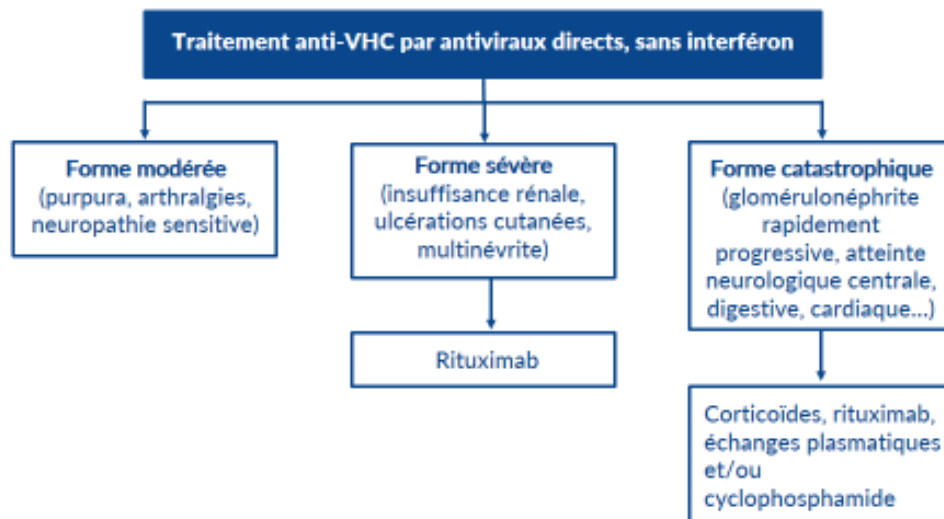 Traitement anti-VHC par antiviraux directs, sans interféron
Forme modérée
(purpura, arthralgies,
neuropathie sensitive)
Forme sévère
(insuffisance rénale,
ulcérations cutanées,
multinévrite)
Rituximab
Forme catastrophique
(glomérulonéphrite
rapidement
progressive, atteinte
neurologique centrale,
digestive, cardiaque...)
Corticoïdes, rituximab,
échanges plasmatiques
et/ou
cyclophosphamide